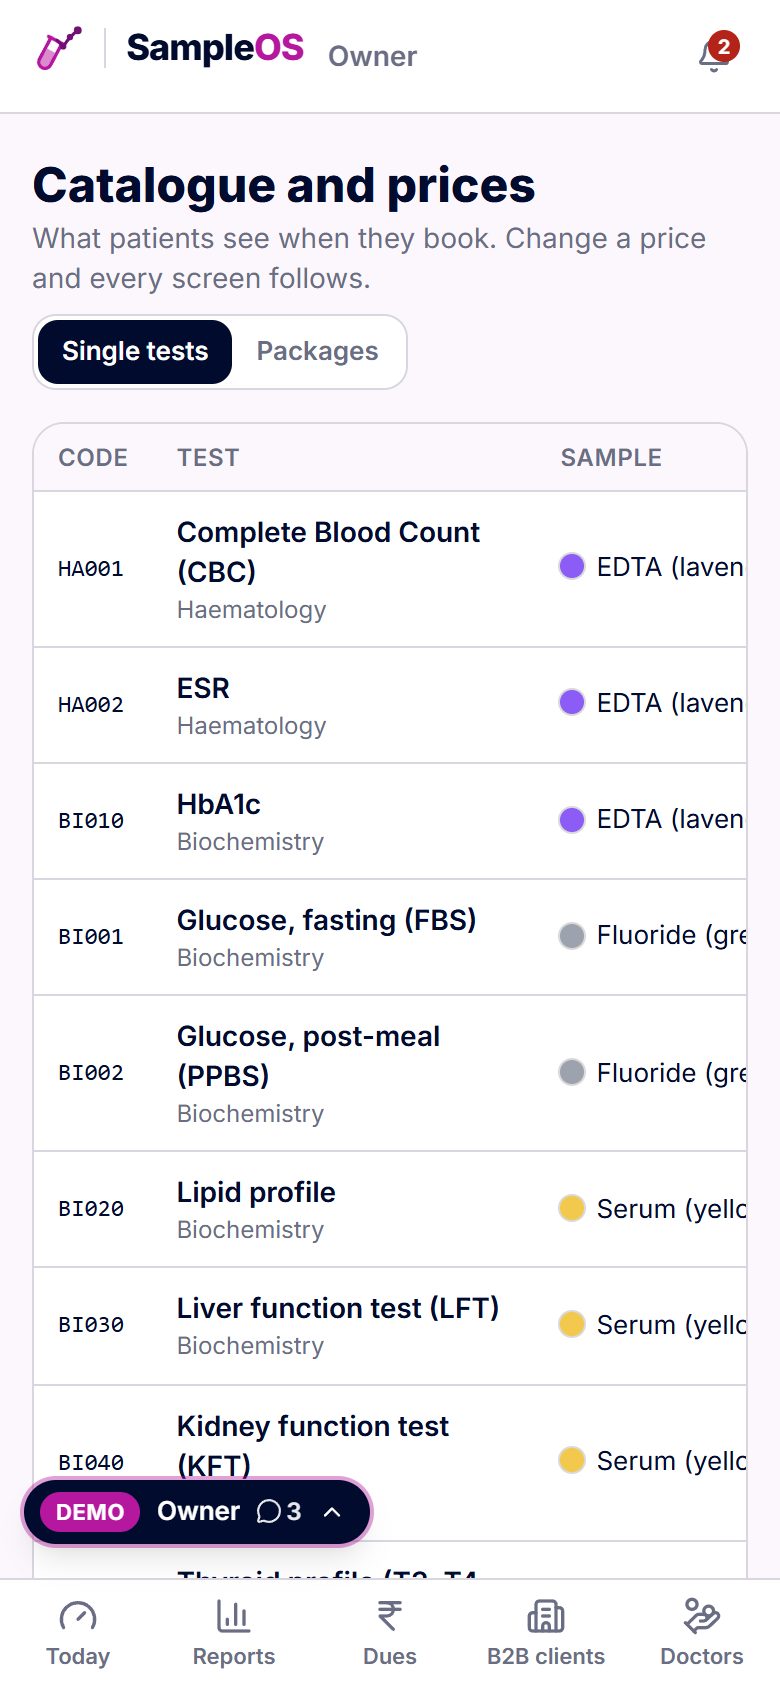 SampleOS Owner 2
Catalogue and prices
What patients see when they book. Change a price
and every screen follows.
Single tests Packages
CODE TEST SAMPLE
Complete Blood Count
(CBC)
HA001 EDTA (laven
Haematology
ESR
HA002 EDTA (laven
Haematology
HbA1c
BI010 EDTA (laven
Biochemistry
Glucose, fasting (FBS)
BI001 Fluoride (gre
Biochemistry
Glucose, post-meal
(PPBS)
BI002 Fluoride (gre
Biochemistry
Lipid profile
BI020 Serum (yello
Biochemistry
Liver function test (LFT)
BI030 Serum (yello
Biochemistry
Kidney function test
(KFT)
BI040 Serum (yello
DEMO Owner 3
Thyroid profile (T3, T4,
Today Reports Dues B2B clients Doctors